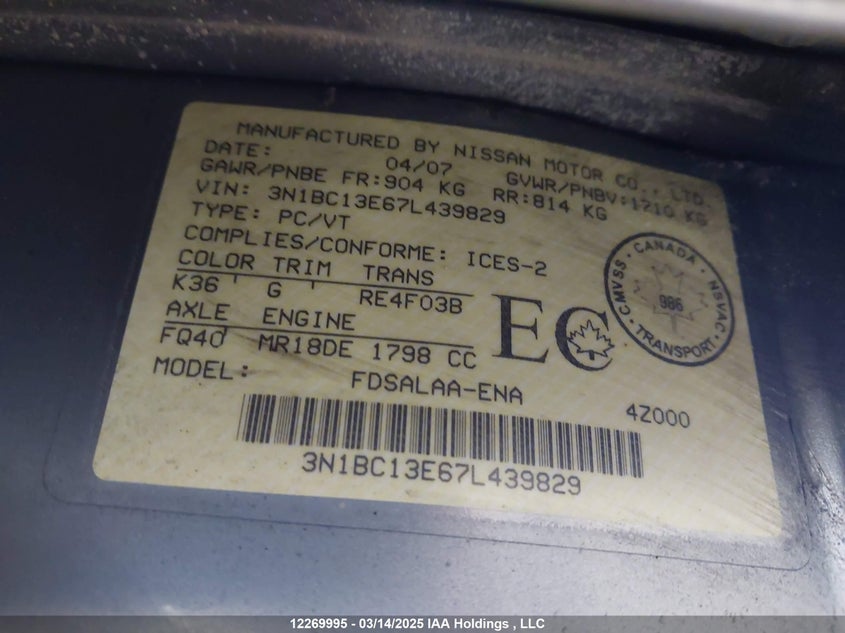 MANUFACTURED BY NISSAN MOTOR CO., LTD.
DATE: 04/07 GVWR/PNBV:1710 KG
GAWR/PNBE FR:904 KG RR:814 KG
VIN: 3N1BC13E67L439829
TYPE: PC/VT
COMPLIES/CONFORME: ICES-2
COLOR TRIM TRANS
K36 G RE4F03B
AXLE ENGINE
FQ40 MR18DE 1798 CC
MODEL: FDSALAA-ENA
EC
CANADA
CMVSS · NSVAC
986
TRANSPORT
4Z000
3N1BC13E67L439829
12269995 - 03/14/2025 IAA Holdings , LLC